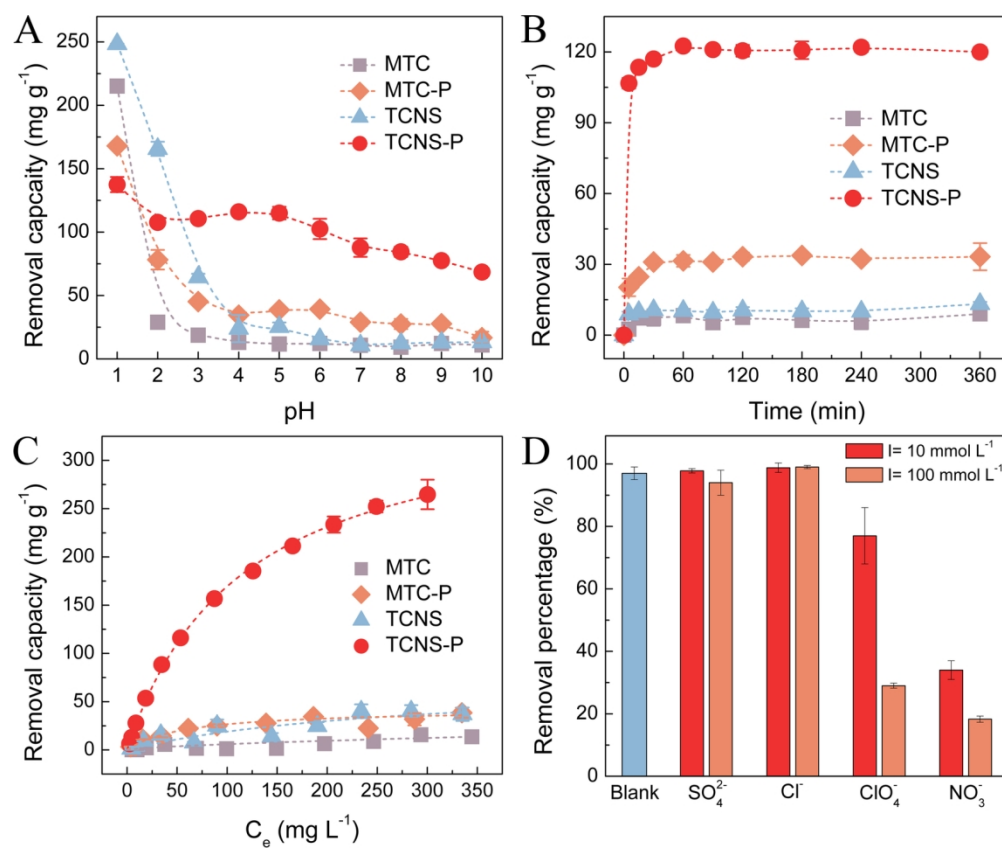 A
Removal capcaity (mg g⁻¹)
250
200
150
100
50
0
MTC
MTC-P
TCNS
TCNS-P
1 2 3 4 5 6 7 8 9 10
pH
B
Removal capcaity (mg g⁻¹)
120
90
60
30
0
MTC
MTC-P
TCNS
TCNS-P
0 60 120 180 240 300 360
Time (min)
C
Removal capacity (mg g⁻¹)
300
250
200
150
100
50
0
MTC
MTC-P
TCNS
TCNS-P
0 50 100 150 200 250 300 350
Cₑ (mg L⁻¹)
D
Removal percentage (%)
100
80
60
40
20
0
I= 10 mmol L⁻¹
I= 100 mmol L⁻¹
Blank SO₄²⁻ Cl⁻ ClO₄⁻ NO₃⁻